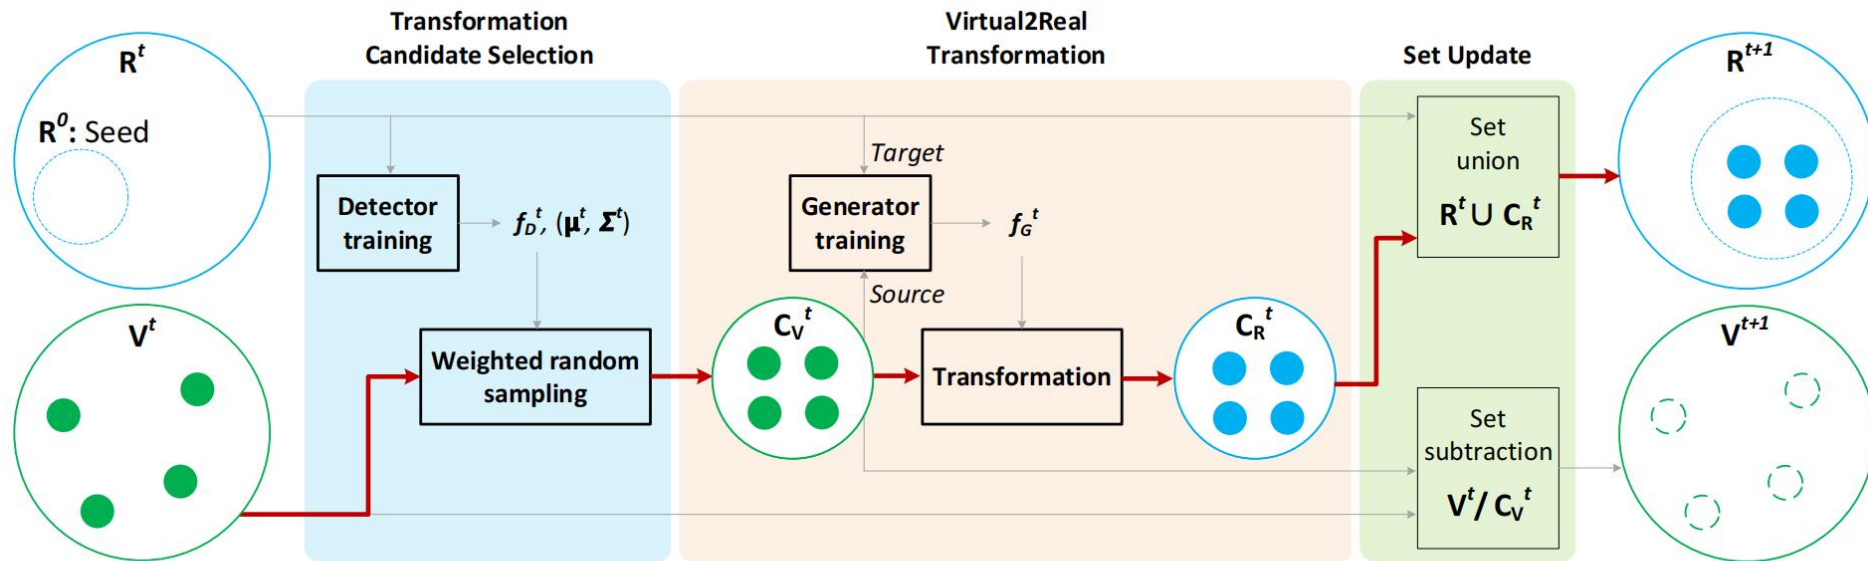 Transformation
Candidate Selection
Virtual2Real
Transformation
Set Update
R^t
R^0: Seed
Detector
training
f_D^t, (μ^t, Σ^t)
Target
Generator
training
f_G^t
Source
Set
union
R^t ∪ C_R^t
R^{t+1}
V^t
Weighted random
sampling
C_V^t
Transformation
C_R^t
Set
subtraction
V^t/ C_V^t
V^{t+1}